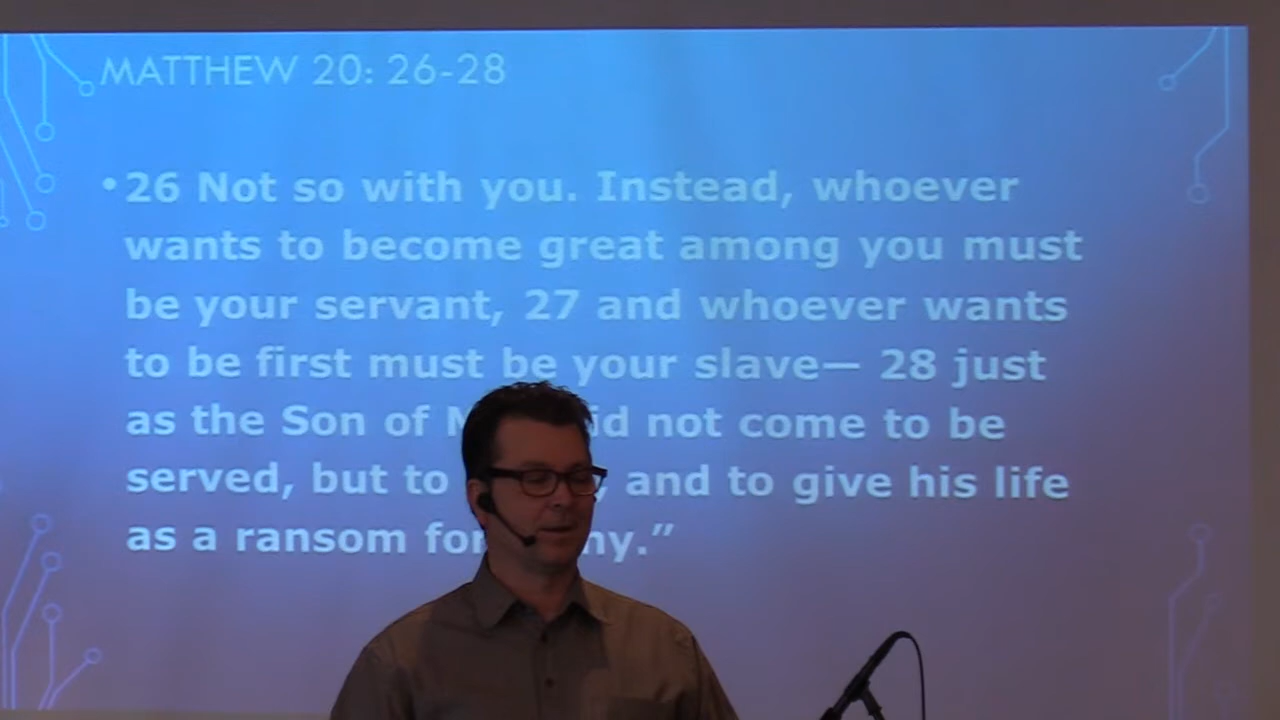 MATTHEW 20: 26-28
•26 Not so with you. Instead, whoever
wants to become great among you must
be your servant, 27 and whoever wants
to be first must be your slave— 28 just
as the Son of not come to be
served, but to and to give his life
as a ransom for